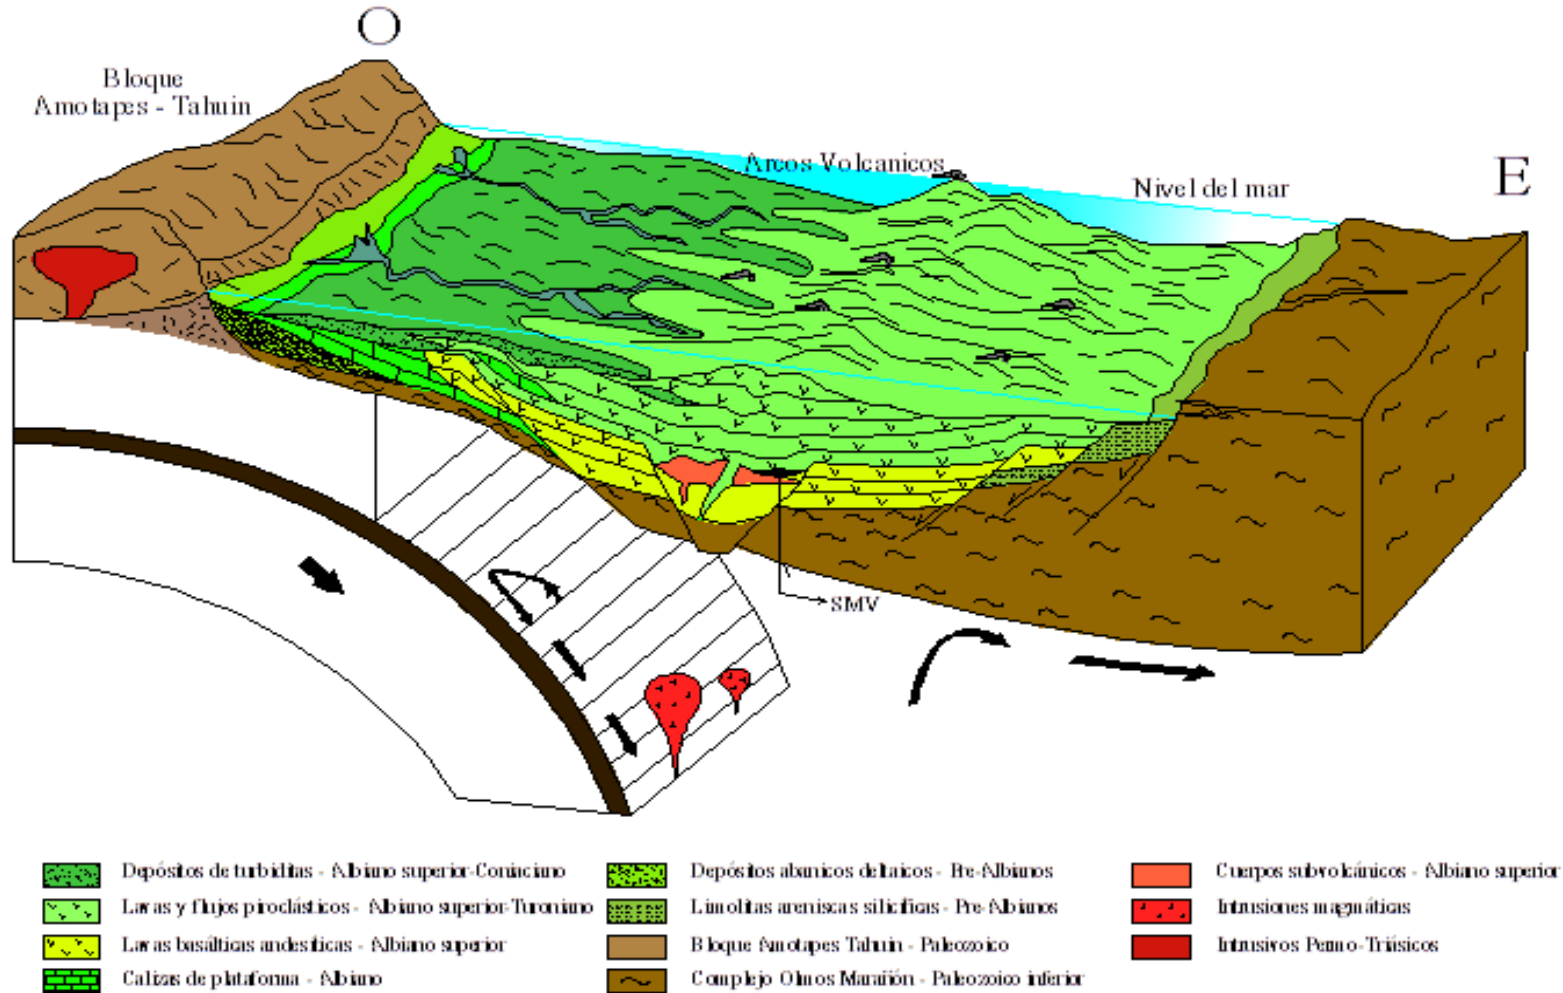 O
Bloque
Amotapes - Tahuin
Arcos Volcanicos
Nivel del mar
E
SMV
Depósitos de turbiditas - Albiano superior-Coniaciano
Lavas y flujos piroclásticos - Albiano superior-Turoniano
Lavas basálticas andesíticas - Albiano superior
Calizas de plataforma - Albiano
Depósitos abanicos deltaicos - Pre-Albianos
Limolitas areniscas silicificas - Pre-Albianos
Bloque Amotapes Tahuin - Paleozoico
Complejo Olmos Marañón - Paleozoico inferior
Cuerpos subvolcánicos - Albiano superior
Intrusiones magmáticas
Intrusivos Permo-Triásicos